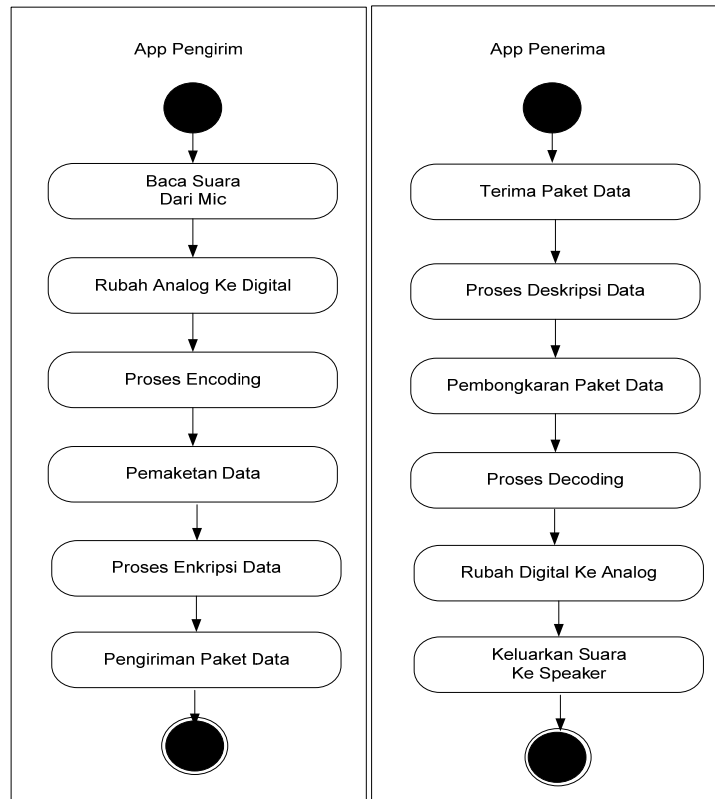 App Pengirim
Baca Suara
Dari Mic
Rubah Analog Ke Digital
Proses Encoding
Pemaketan Data
Proses Enkripsi Data
Pengiriman Paket Data
App Penerima
Terima Paket Data
Proses Deskripsi Data
Pembongkaran Paket Data
Proses Decoding
Rubah Digital Ke Analog
Keluarkan Suara
Ke Speaker